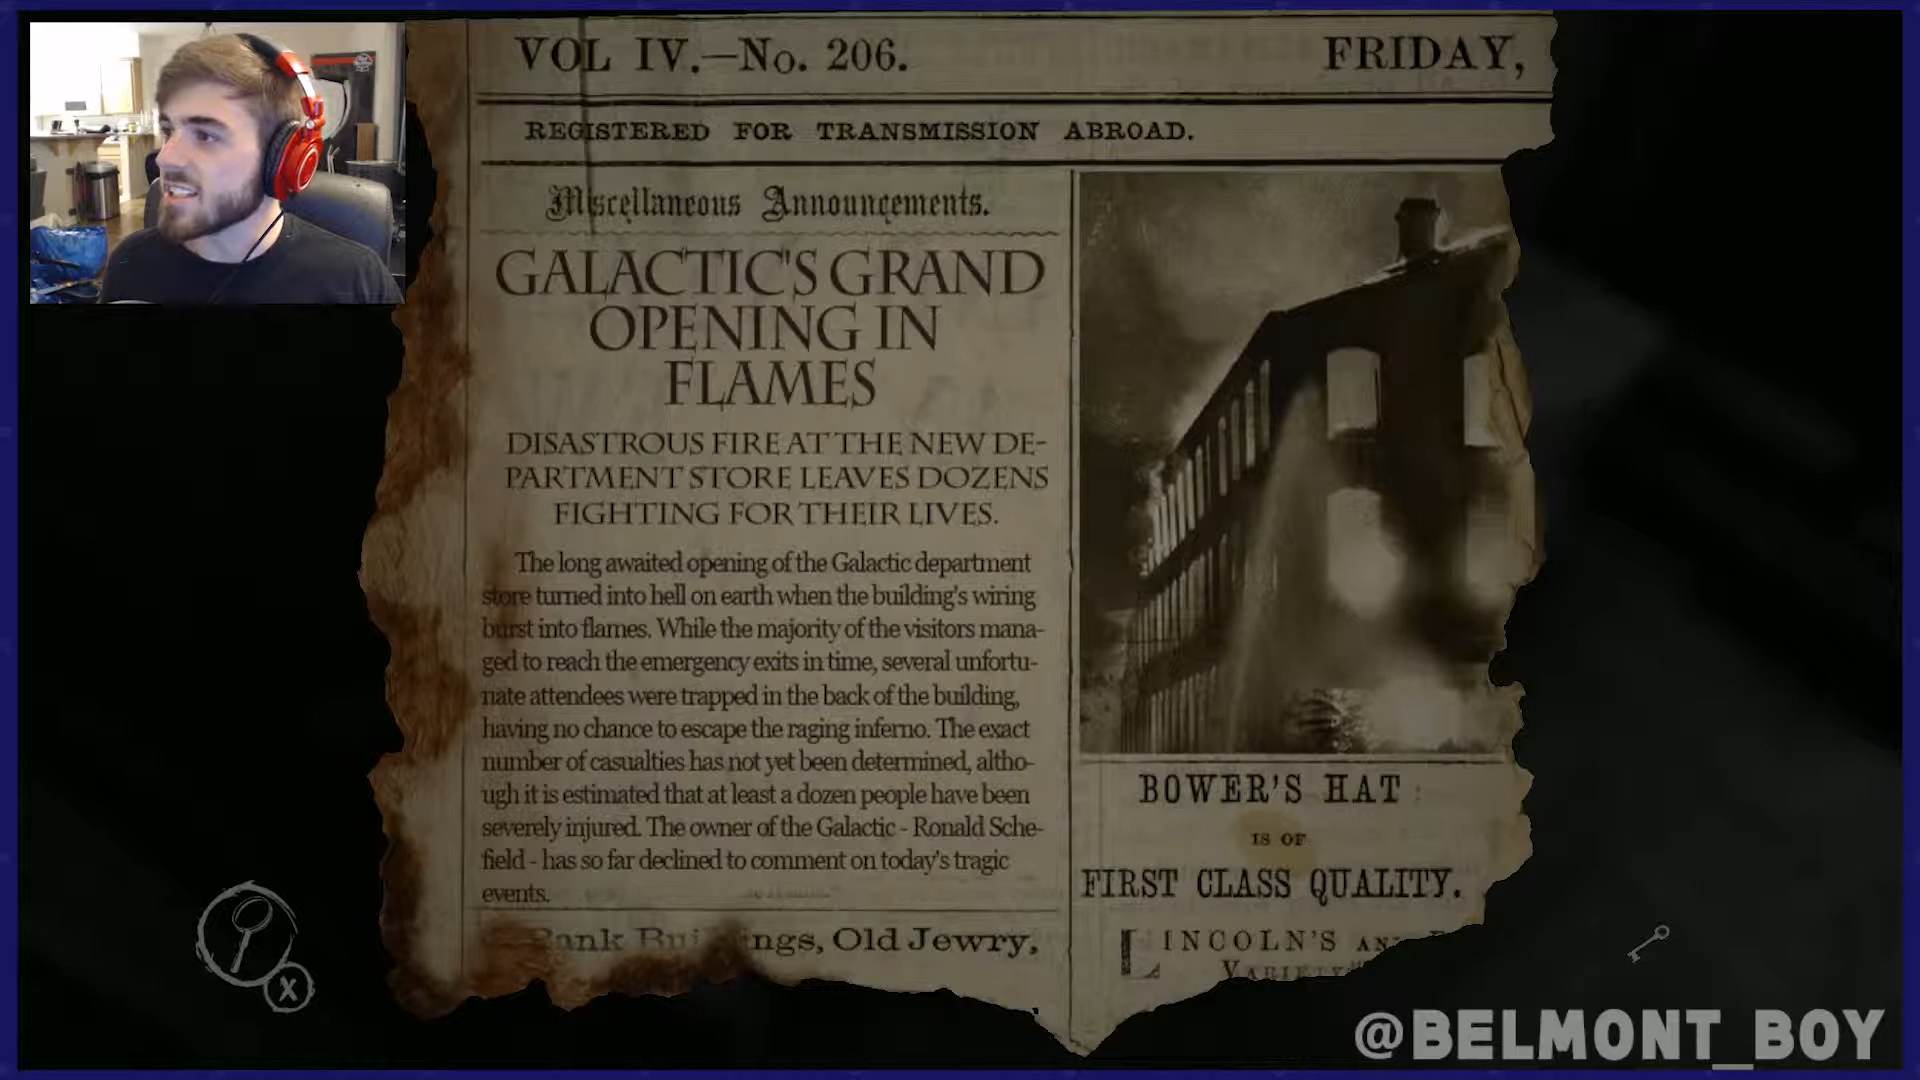 VOL IV.—No. 206.
FRIDAY,
REGISTERED FOR TRANSMISSION ABROAD.
Miscellaneous Announcements.
GALACTIC'S GRAND
OPENING IN
FLAMES
DISASTROUS FIRE AT THE NEW DE-
PARTMENT STORE LEAVES DOZENS
FIGHTING FOR THEIR LIVES.
The long awaited opening of the Galactic department
store turned into hell on earth when the building's wiring
burst into flames. While the majority of the visitors mana-
ged to reach the emergency exits in time, several unfortu-
nate attendees were trapped in the back of the building,
having no chance to escape the raging inferno. The exact
number of casualties has not yet been determined, altho-
ugh it is estimated that at least a dozen people have been
severely injured. The owner of the Galactic - Ronald Sche-
field - has so far declined to comment on today's tragic
events.
Old Jewry,
BOWER'S HAT
IS OF
FIRST CLASS QUALITY.
LINCOLN'S
X
@BELMONT_BOY